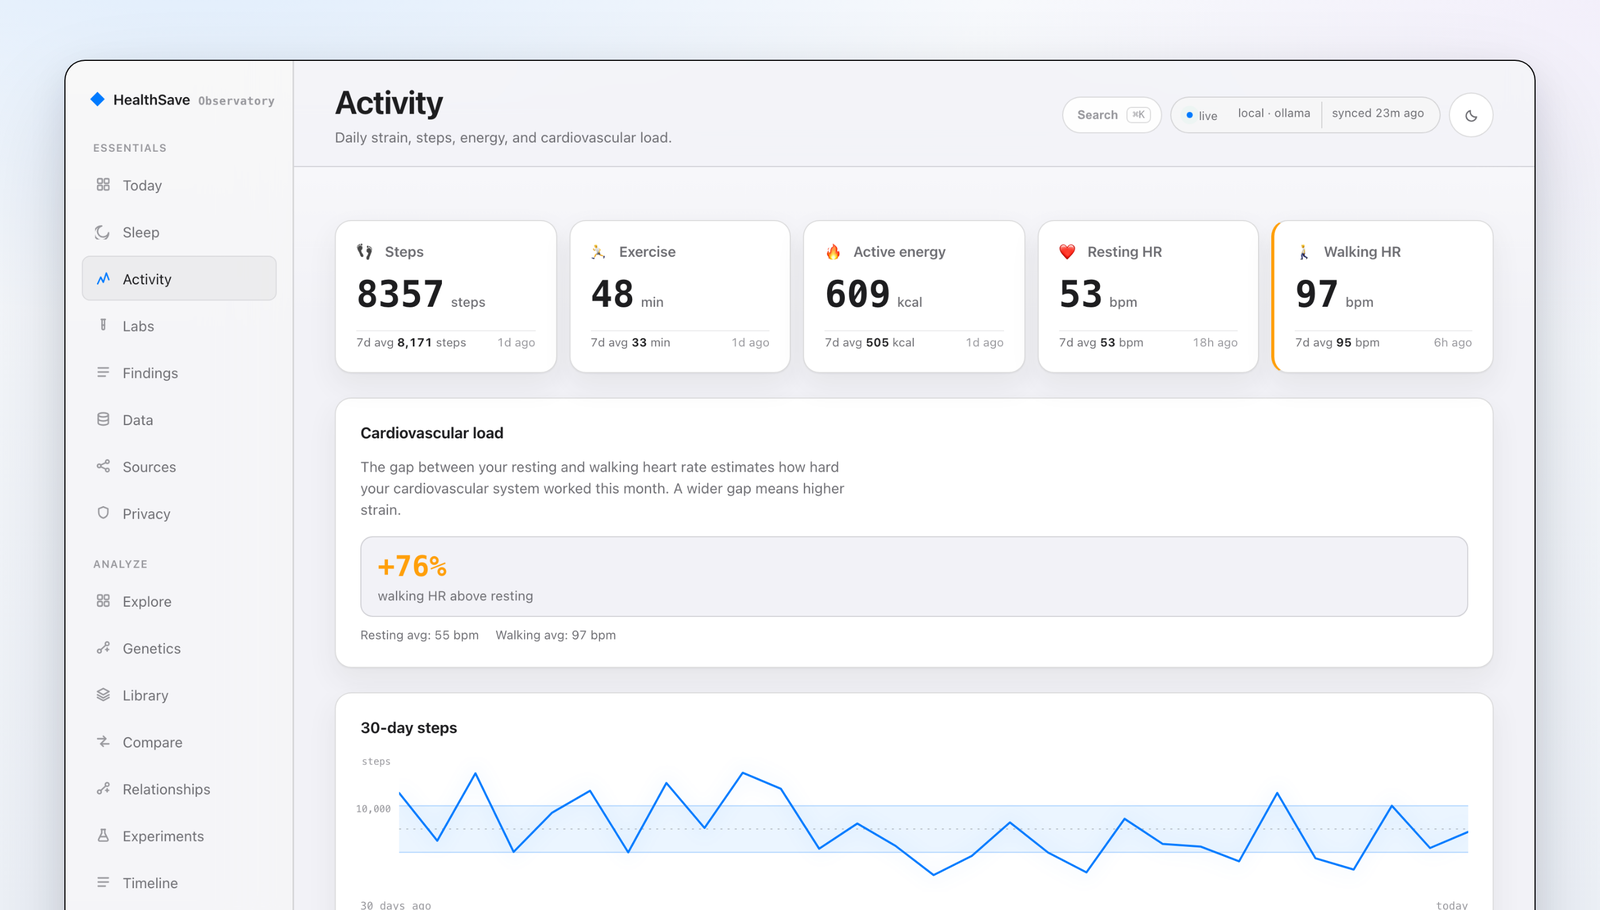 HealthSave Observatory
ESSENTIALS
Today
Sleep
Activity
Labs
Findings
Data
Sources
Privacy
ANALYZE
Explore
Genetics
Library
Compare
Relationships
Experiments
Timeline
Activity
Daily strain, steps, energy, and cardiovascular load.
Search ⌘K
live local · ollama synced 23m ago
Steps
8357 steps
7d avg 8,171 steps 1d ago
Exercise
48 min
7d avg 33 min 1d ago
Active energy
609 kcal
7d avg 505 kcal 1d ago
Resting HR
53 bpm
7d avg 53 bpm 18h ago
Walking HR
97 bpm
7d avg 95 bpm 6h ago
Cardiovascular load
The gap between your resting and walking heart rate estimates how hard
your cardiovascular system worked this month. A wider gap means higher
strain.
+76%
walking HR above resting
Resting avg: 55 bpm Walking avg: 97 bpm
30-day steps
steps
10,000
30 days ago today